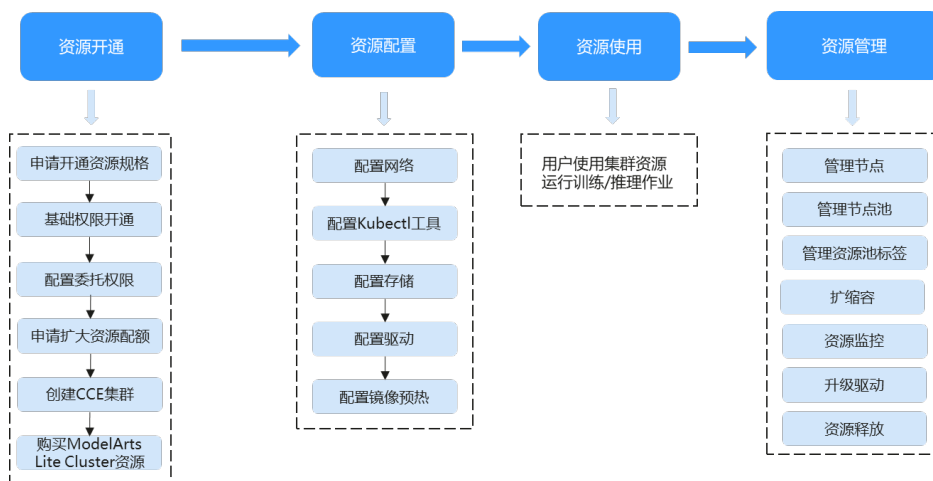 资源开通
资源配置
资源使用
资源管理
申请开通资源规格
基础权限开通
配置委托权限
申请扩大资源配额
创建CCE集群
购买ModelArts
Lite Cluster资源
配置网络
配置Kubectl工具
配置存储
配置驱动
配置镜像预热
用户使用集群资源
运行训练/推理作业
管理节点
管理节点池
管理资源池标签
扩缩容
资源监控
升级驱动
资源释放